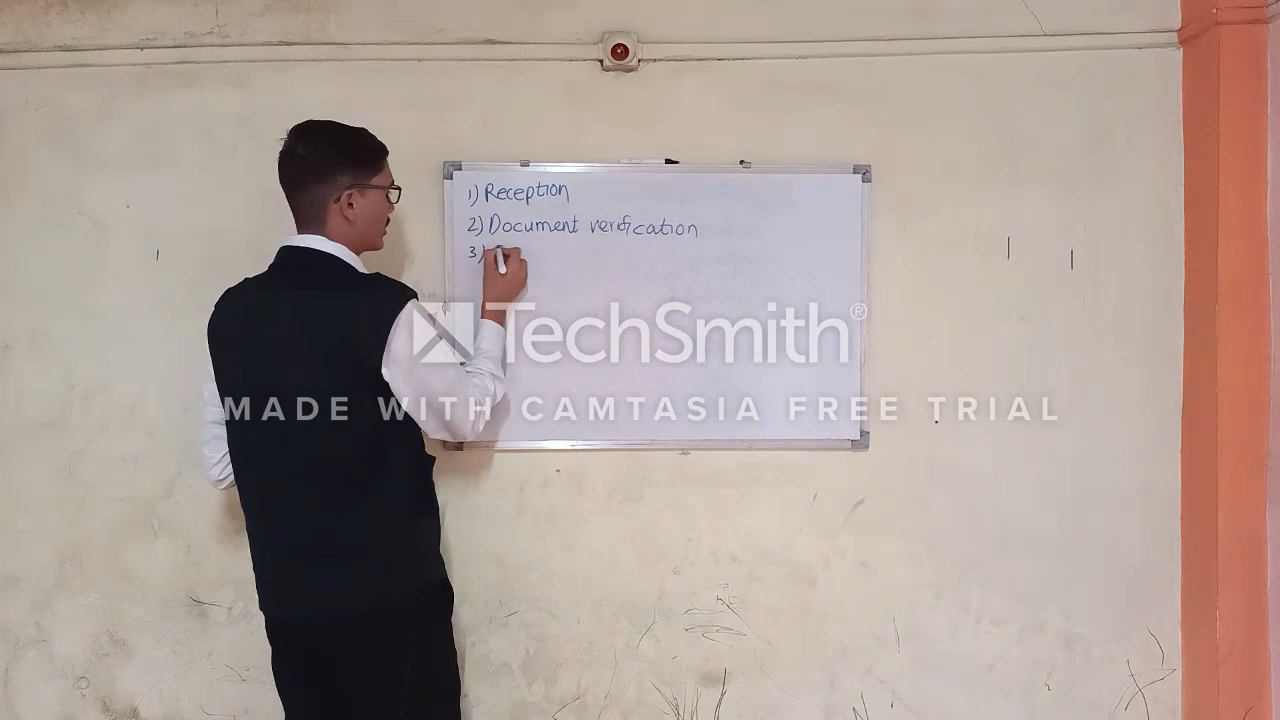 1) Reception
2) Document verification
3)
TechSmith®
MADE WITH CAMTASIA FREE TRIAL